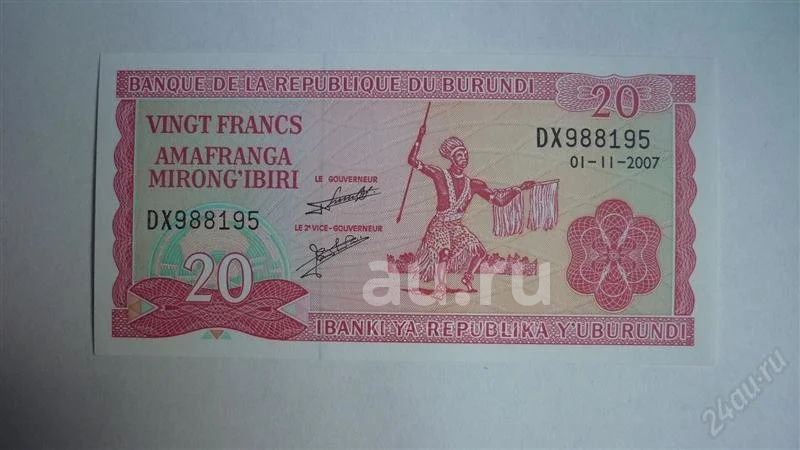 BANQUE DE LA REPUBLIQUE DU BURUNDI
20
VINGT FRANCS
AMAFRANGA
MIRONG'IBIRI
DX988195
01-11-2007
LE GOUVERNEUR
DX988195
LE 2e VICE-GOUVERNEUR
20
IBANKI YA REPUBLIKA Y'UBURUNDI
au.ru
24au.ru